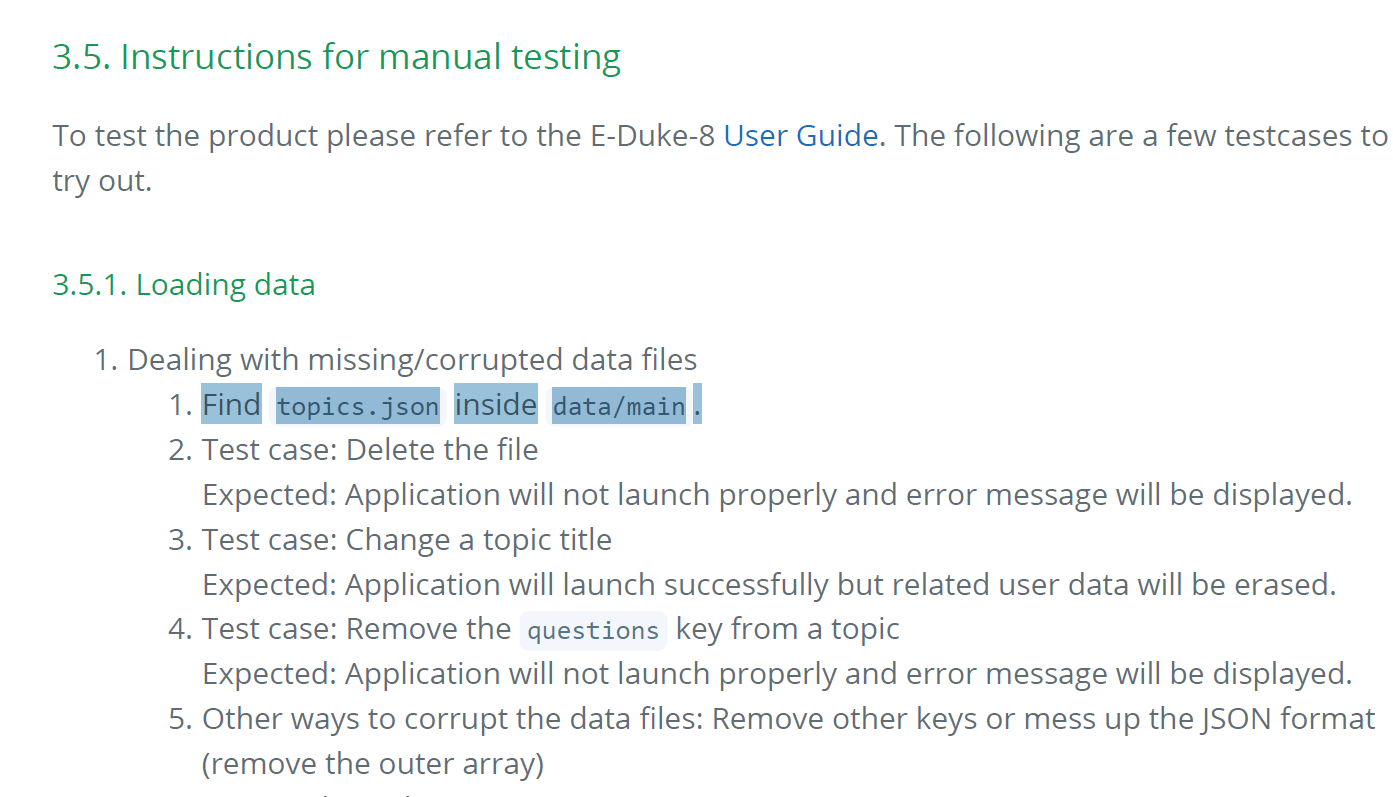 3.5. Instructions for manual testing
To test the product please refer to the E-Duke-8 User Guide. The following are a few testcases to
try out.
3.5.1. Loading data
1. Dealing with missing/corrupted data files
1. Find topics.json inside data/main.
2. Test case: Delete the file
Expected: Application will not launch properly and error message will be displayed.
3. Test case: Change a topic title
Expected: Application will launch successfully but related user data will be erased.
4. Test case: Remove the questions key from a topic
Expected: Application will not launch properly and error message will be displayed.
5. Other ways to corrupt the data files: Remove other keys or mess up the JSON format
(remove the outer array)